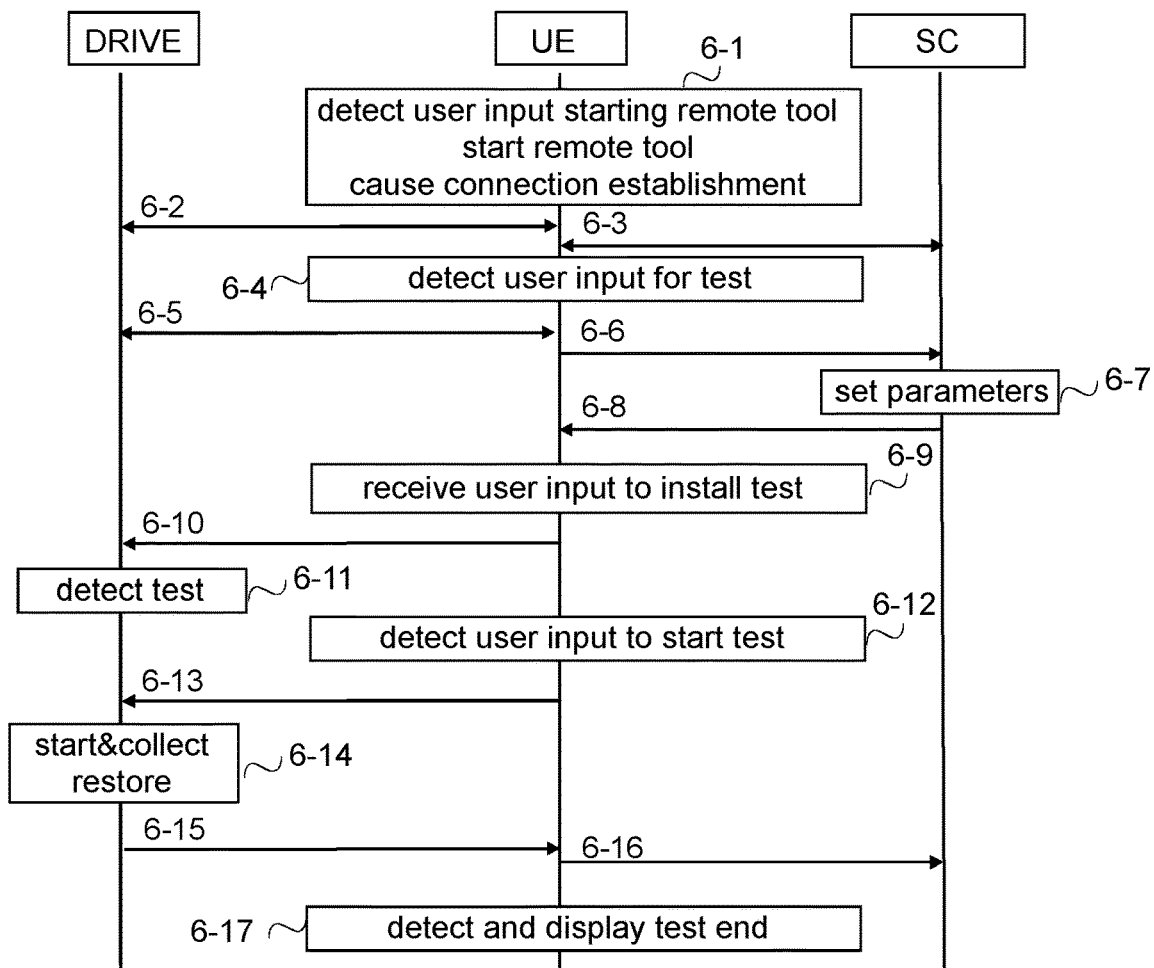 DRIVE
UE
SC
6-1
detect user input starting remote tool
start remote tool
cause connection establishment
6-2
6-3
6-4
detect user input for test
6-5
6-6
set parameters
6-7
6-8
6-9
receive user input to install test
6-10
detect test
6-11
6-12
detect user input to start test
6-13
start&collect
restore
6-14
6-15
6-16
6-17
detect and display test end